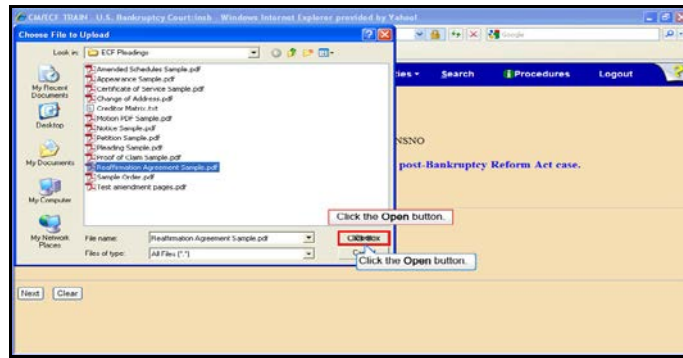 CM/ECF TRAIN - U.S. Bankruptcy Court:insb - Windows Internet Explorer provided by Yahoo!
Choose File to Upload
Look in: ECF Pleadings
Google
My Recent Documents
Desktop
My Documents
My Computer
My Network Places
Amended Schedules Sample.pdf
Appearance Sample.pdf
Certificate of Service Sample.pdf
Change of Address.pdf
Creditor Matrix.txt
Motion PDF Sample.pdf
Notice Sample.pdf
Petition Sample.pdf
Pleading Sample.pdf
Proof of Claim Sample.pdf
Reaffirmation Agreement Sample.pdf
Sample Order.pdf
Test amendment pages.pdf
ies Search Procedures Logout ?
NSNO
post-Bankruptcy Reform Act case.
Click the Open button.
File name: Reaffirmation Agreement Sample.pdf
Files of type: All Files (*.*)
Click the Open button.
Next Clear